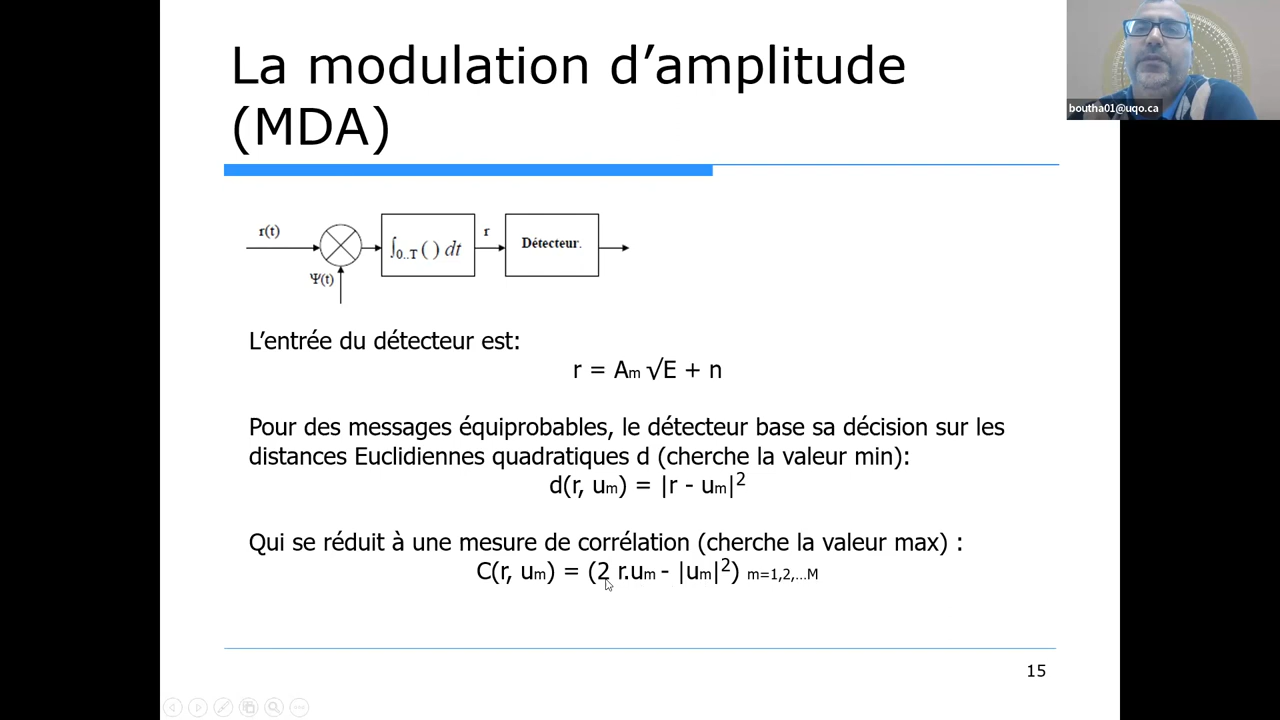 La modulation d’amplitude
(MDA)
boutha01@uqo.ca
r(t)
∫0..T ( ) dt
r
Détecteur.
Ψ(t)
L’entrée du détecteur est:
r = Am √E + n
Pour des messages équiprobables, le détecteur base sa décision sur les
distances Euclidiennes quadratiques d (cherche la valeur min):
d(r, um) = |r - um|²
Qui se réduit à une mesure de corrélation (cherche la valeur max) :
C(r, um) = (2 r.um - |um|²) m=1,2,…M
15